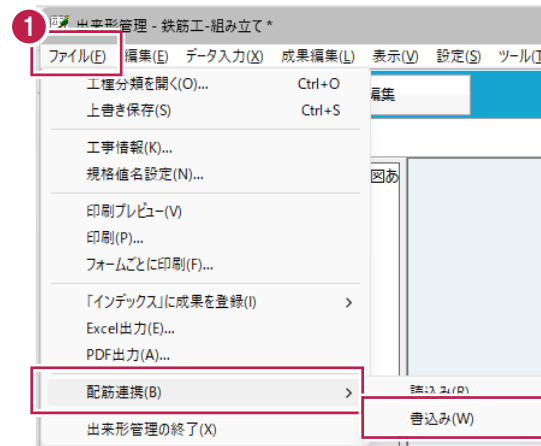 1
出来形管理 - 鉄筋工-組み立て *
ファイル(F) 編集(E) データ入力(X) 成果編集(L) 表示(V) 設定(S) ツール(T
工種分類を開く(O)... Ctrl+O
編集
上書き保存(S) Ctrl+S
工事情報(K)...
規格値名設定(N)...
図あ
印刷プレビュー(V)
印刷(P)...
フォームごとに印刷(F)...
「インデックス」に成果を登録(I) >
Excel出力(E)...
PDF出力(A)...
配筋連携(B) >
読込み(R)
書込み(W)
出来形管理の終了(X)